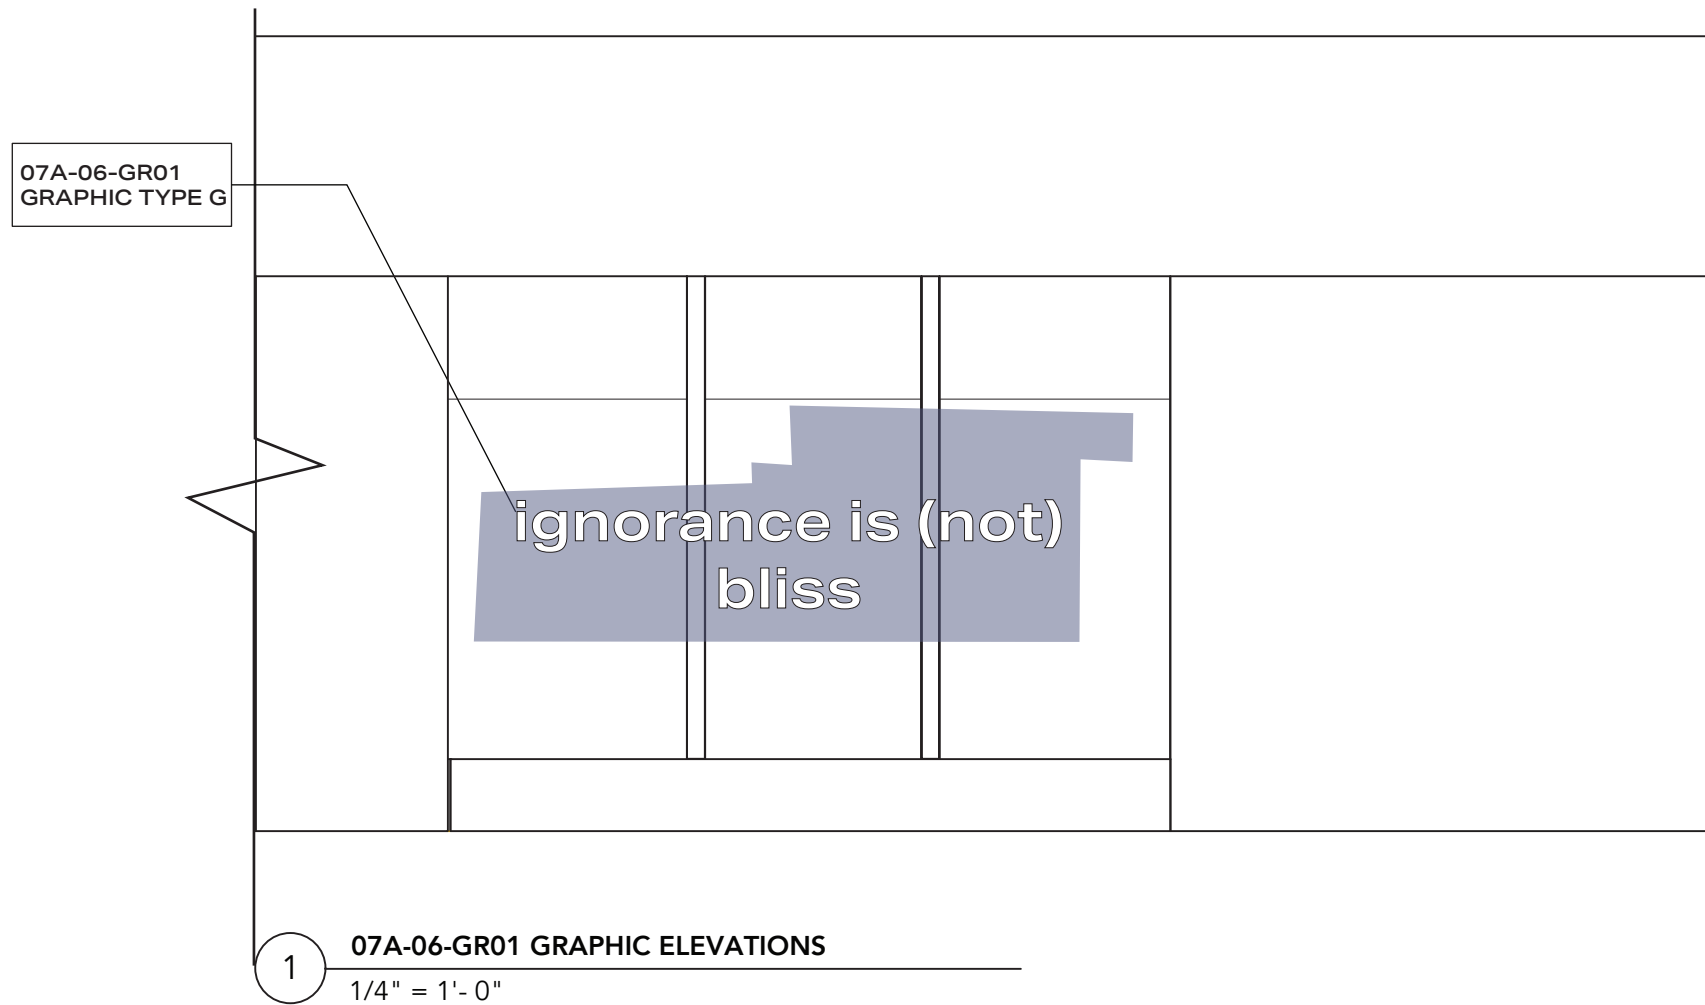 07A-06-GR01
GRAPHIC TYPE G
ignorance is (not)
bliss
1
07A-06-GR01 GRAPHIC ELEVATIONS
1/4" = 1'- 0"